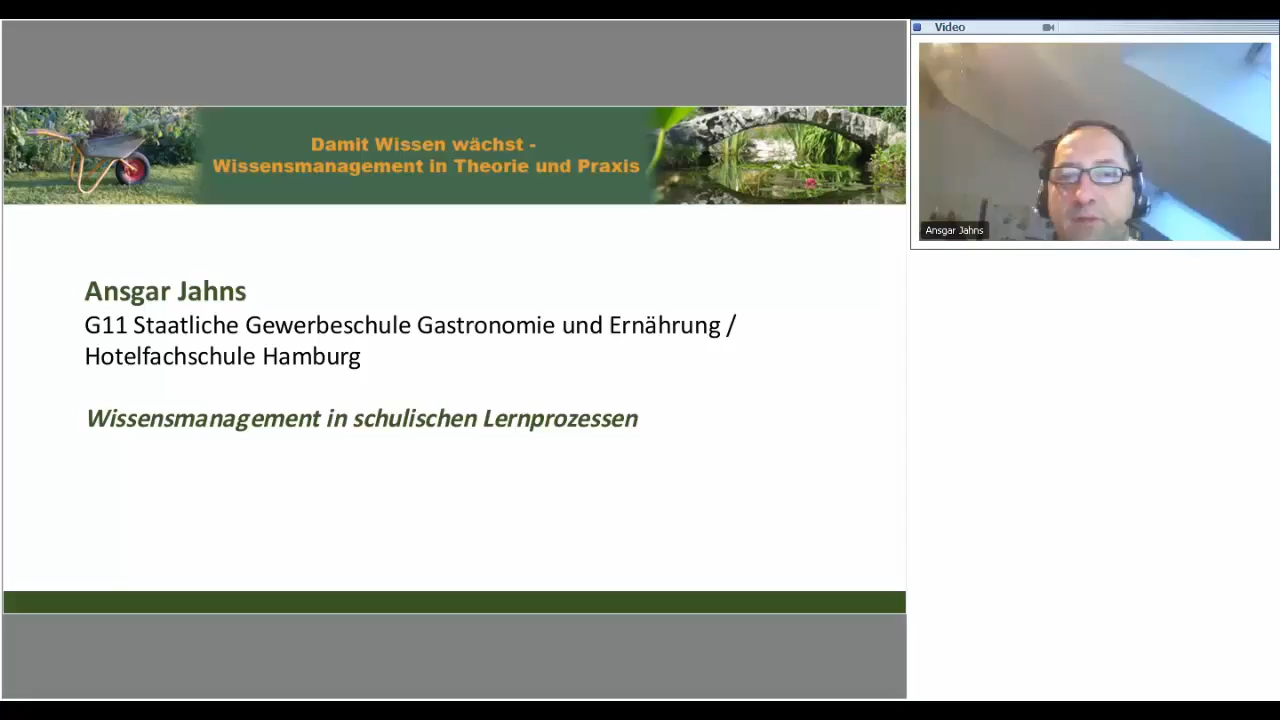 Video
Damit Wissen wächst -
Wissensmanagement in Theorie und Praxis
Ansgar Jahns
Ansgar Jahns
G11 Staatliche Gewerbeschule Gastronomie und Ernährung /
Hotelfachschule Hamburg
Wissensmanagement in schulischen Lernprozessen